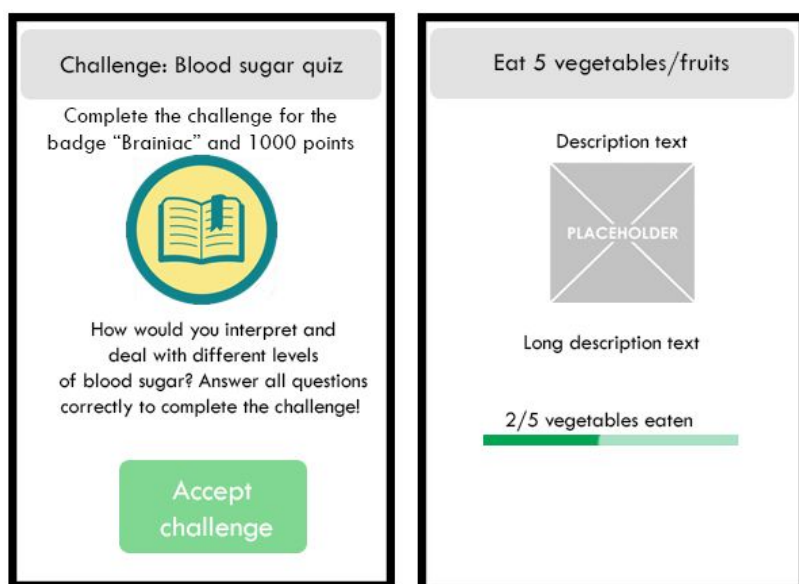 Challenge: Blood sugar quiz
Complete the challenge for the
badge “Brainiac” and 1000 points
How would you interpret and
deal with different levels
of blood sugar? Answer all questions
correctly to complete the challenge!
Accept
challenge
Eat 5 vegetables/fruits
Description text
PLACEHOLDER
Long description text
2/5 vegetables eaten